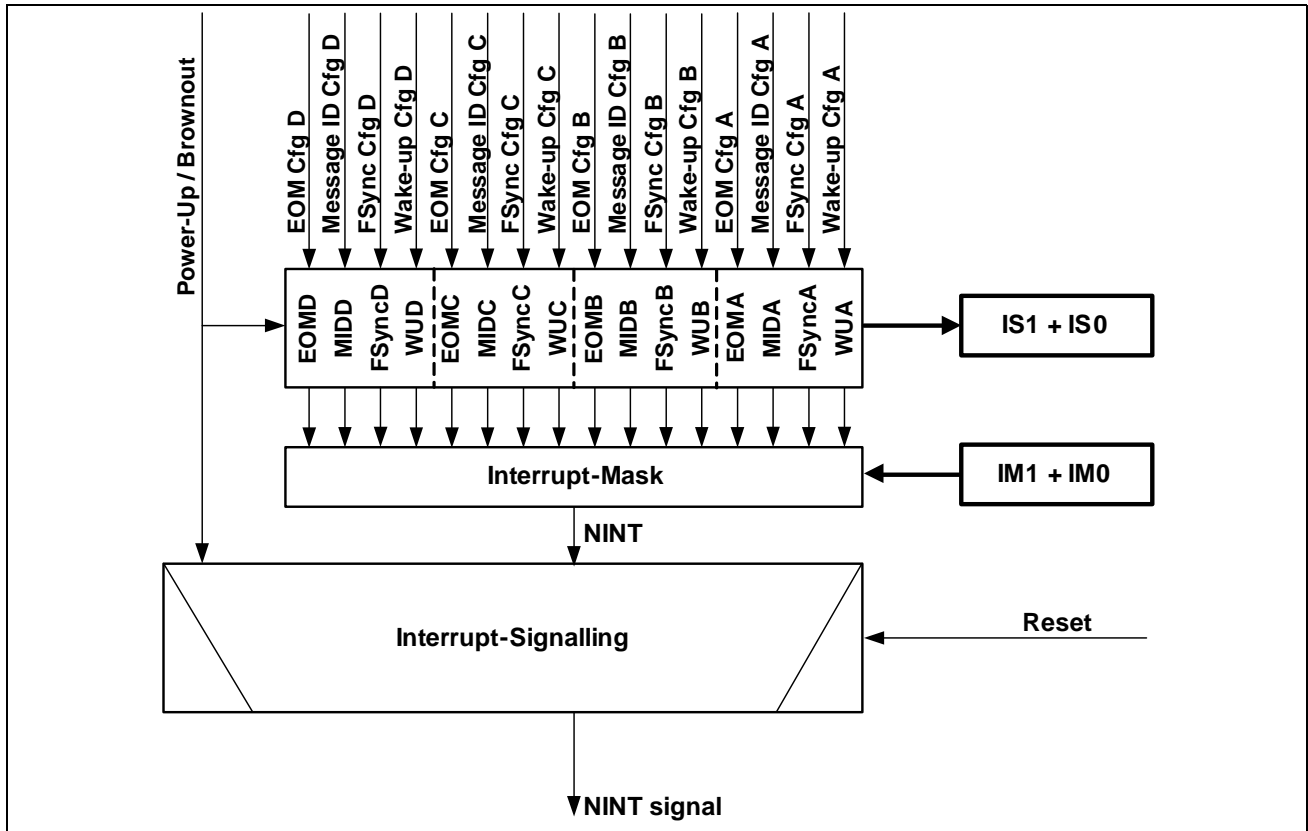 Power-Up / Brownout
EOM Cfg D
Message ID Cfg D
FSync Cfg D
Wake-up Cfg D
EOM Cfg C
Message ID Cfg C
FSync Cfg C
Wake-up Cfg C
EOM Cfg B
Message ID Cfg B
FSync Cfg B
Wake-up Cfg B
EOM Cfg A
Message ID Cfg A
FSync Cfg A
Wake-up Cfg A
EOMD
MIDD
FSyncD
WUD
EOMC
MIDC
FSyncC
WUC
EOMB
MIDB
FSyncB
WUB
EOMA
MIDA
FSyncA
WUA
IS1 + IS0
Interrupt-Mask
IM1 + IM0
NINT
Interrupt-Signalling
Reset
NINT signal